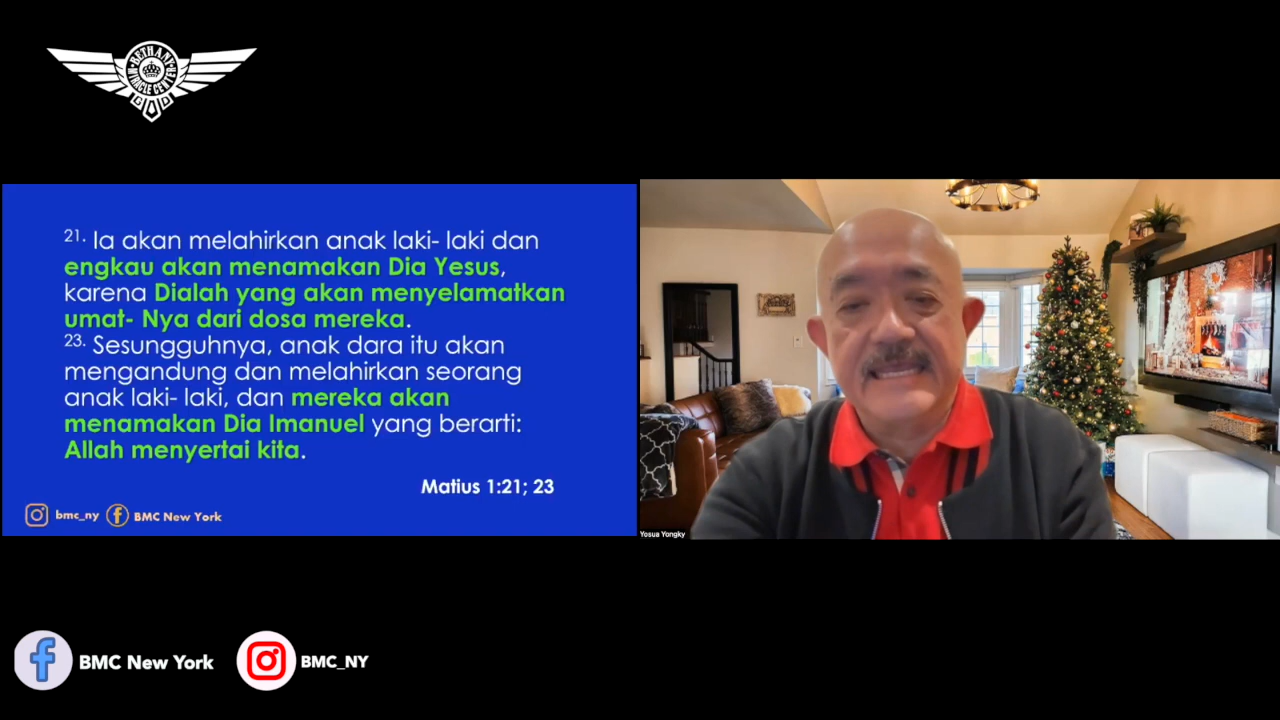 BETHANY
MIRACLE CENTER
21. Ia akan melahirkan anak laki- laki dan
engkau akan menamakan Dia Yesus,
karena Dialah yang akan menyelamatkan
umat- Nya dari dosa mereka.
23. Sesungguhnya, anak dara itu akan
mengandung dan melahirkan seorang
anak laki- laki, dan mereka akan
menamakan Dia Imanuel yang berarti:
Allah menyertai kita.
Matius 1:21; 23
bmc_ny BMC New York
Yosua Yongky
BMC New York BMC_NY